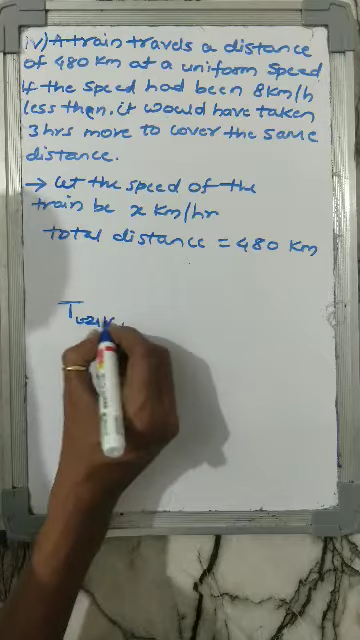 iv) A train travels a distance
of 480 Km at a uniform speed
if the speed had been 8 km/h
less then, it would have taken
3 hrs more to cover the same
distance.
→ Let the speed of the
train be x Km/hr
total distance = 480 Km